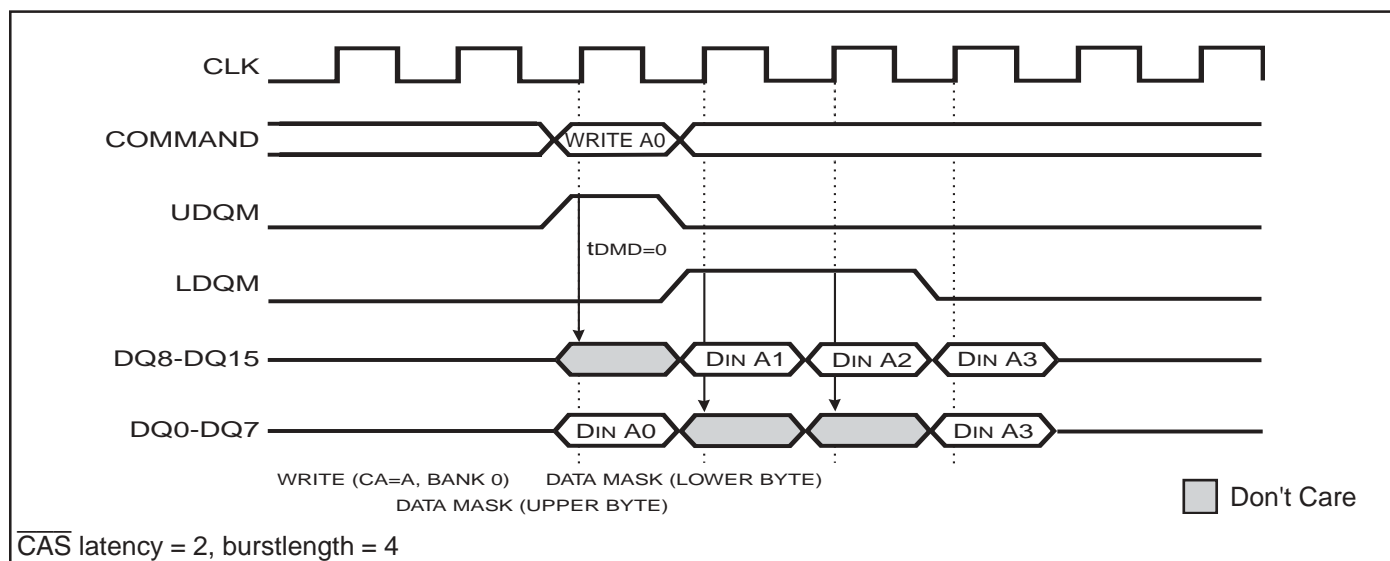 CLK
COMMAND
WRITE A0
UDQM
tDMD=0
LDQM
DQ8-DQ15
DIN A1
DIN A2
DIN A3
DQ0-DQ7
DIN A0
DIN A3
WRITE (CA=A, BANK 0) DATA MASK (LOWER BYTE)
DATA MASK (UPPER BYTE)
Don't Care
CAS latency = 2, burstlength = 4